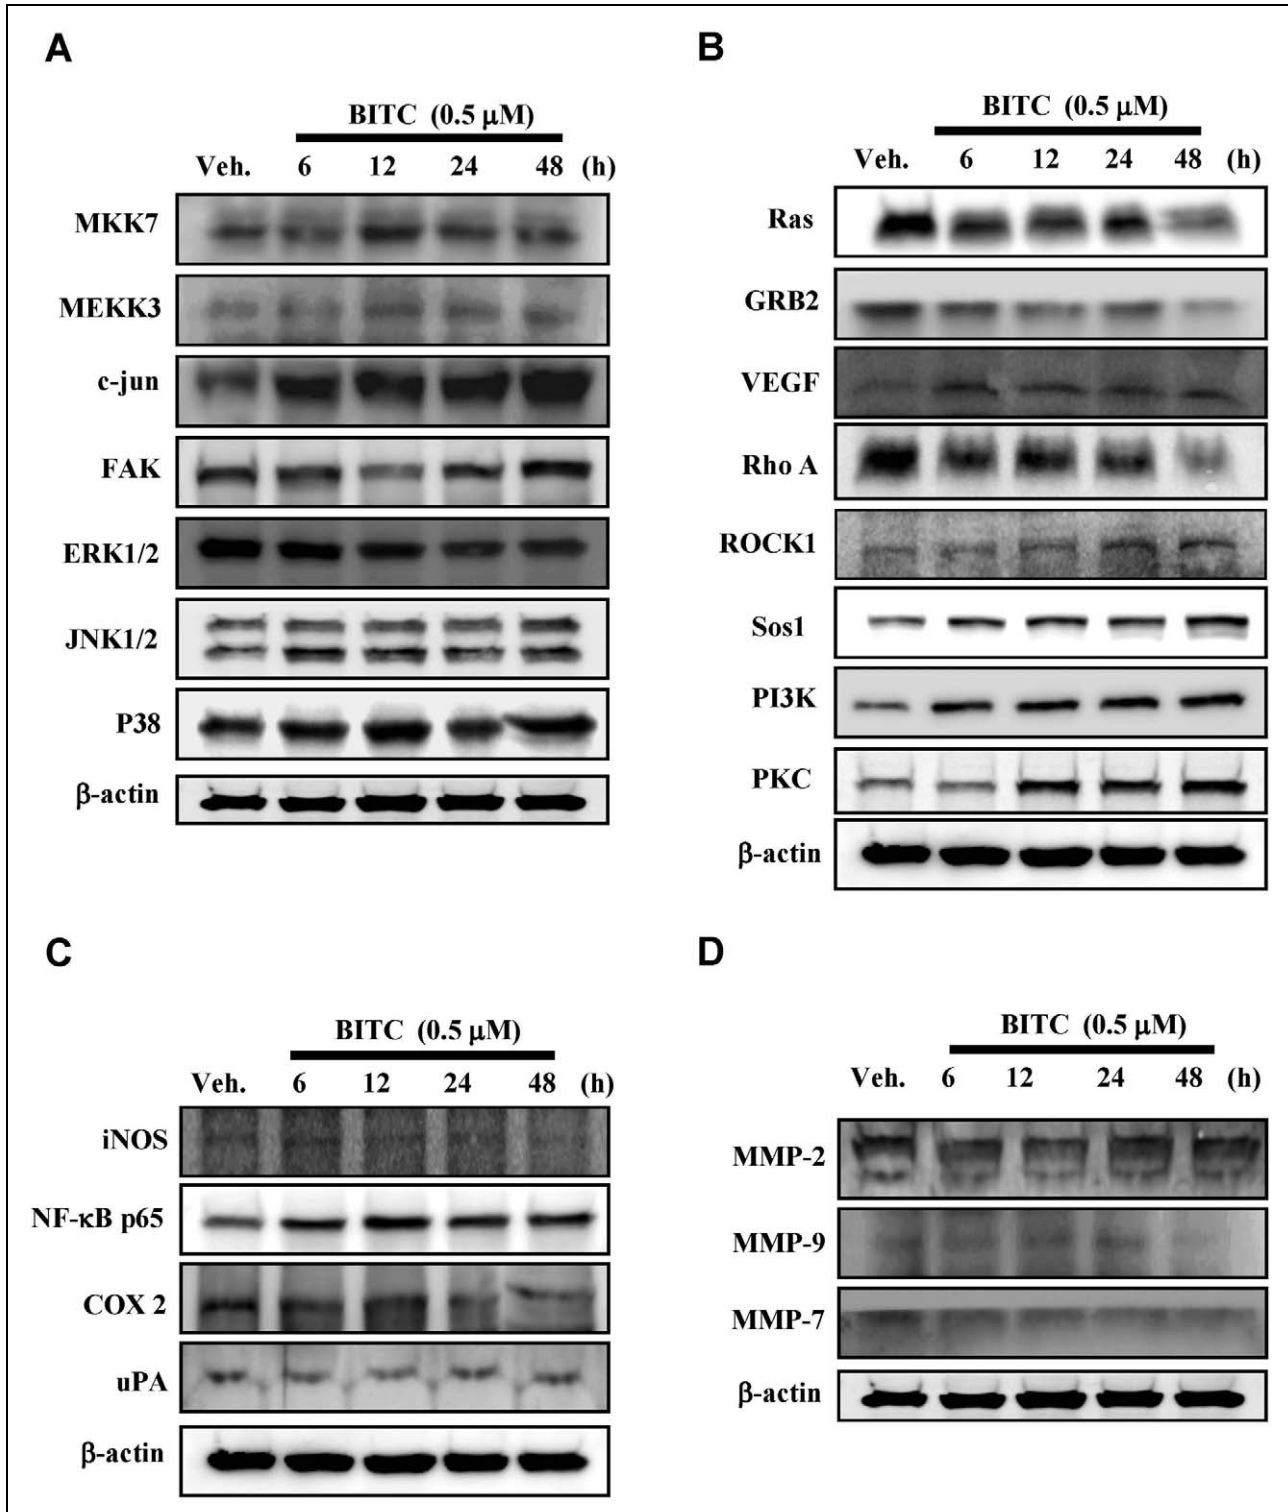 A
BITC (0.5 μM)
Veh. 6 12 24 48 (h)
MKK7
MEKK3
c-jun
FAK
ERK1/2
JNK1/2
P38
β-actin
B
BITC (0.5 μM)
Veh. 6 12 24 48 (h)
Ras
GRB2
VEGF
Rho A
ROCK1
Sos1
PI3K
PKC
β-actin
C
BITC (0.5 μM)
Veh. 6 12 24 48 (h)
iNOS
NF-κB p65
COX 2
uPA
β-actin
D
BITC (0.5 μM)
Veh. 6 12 24 48 (h)
MMP-2
MMP-9
MMP-7
β-actin